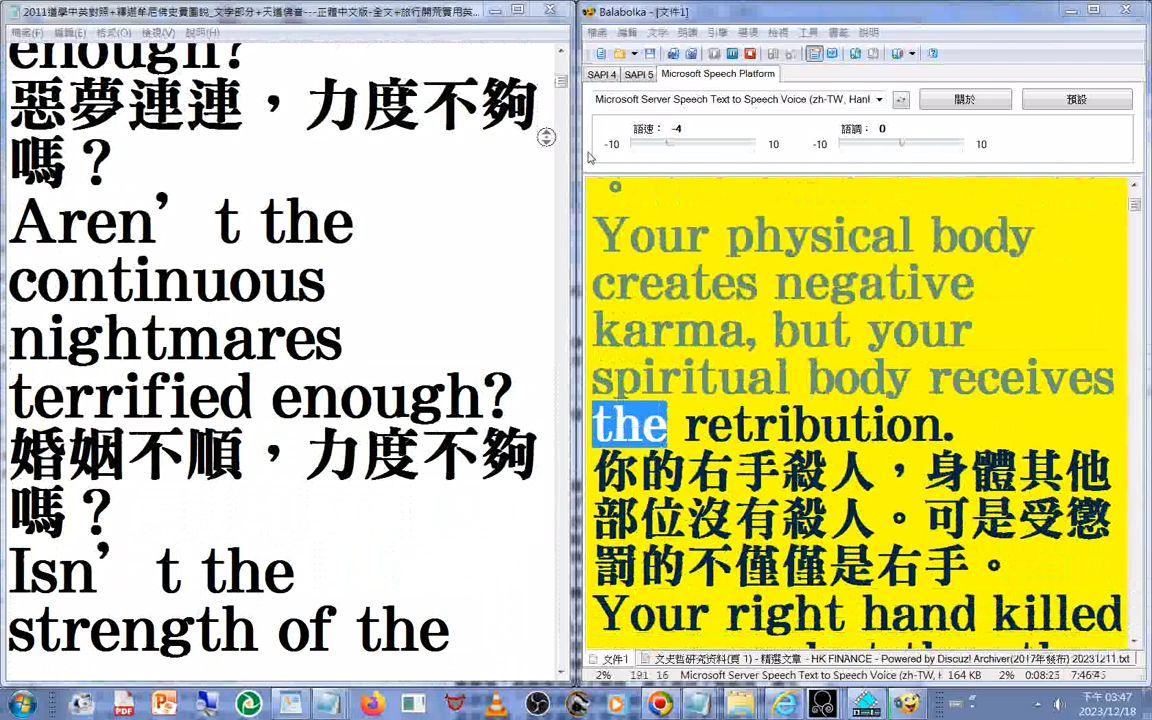 2011道學中英對照+釋迦牟尼佛史實圖說_文字部分+天道佛音---正體中文版-全文+旅行開荒實用英...
檔案(F) 編輯(E) 格式(O) 檢視(V) 說明(H)
enough?
惡夢連連，力度不夠
嗎？
Aren’t the
continuous
nightmares
terrified enough?
婚姻不順，力度不夠
嗎？
Isn’t the
strength of the
Balabolka - [文件1]
檔案 編輯 文字 朗讀 引擎 選項 檢視 工具 書籤 說明
SAPI 4 SAPI 5 Microsoft Speech Platform
Microsoft Server Speech Text to Speech Voice (zh-TW, Hanl
關於 預設
語速： -4 語調： 0
-10 10 -10 10
。
Your physical body
creates negative
karma, but your
spiritual body receives
the retribution.
你的右手殺人，身體其他
部位沒有殺人。可是受懲
罰的不僅僅是右手。
Your right hand killed
文件1 文史哲研究资料(頁 1) - 精選文章 - HK FINANCE - Powered by Discuz! Archiver(2017年發布) 20231211.txt
2% 191 16 Microsoft Server Speech Text to Speech Voice (zh-TW, H 164 KB 2% 0:08:23 7:46:45
下午 03:47
2023/12/18